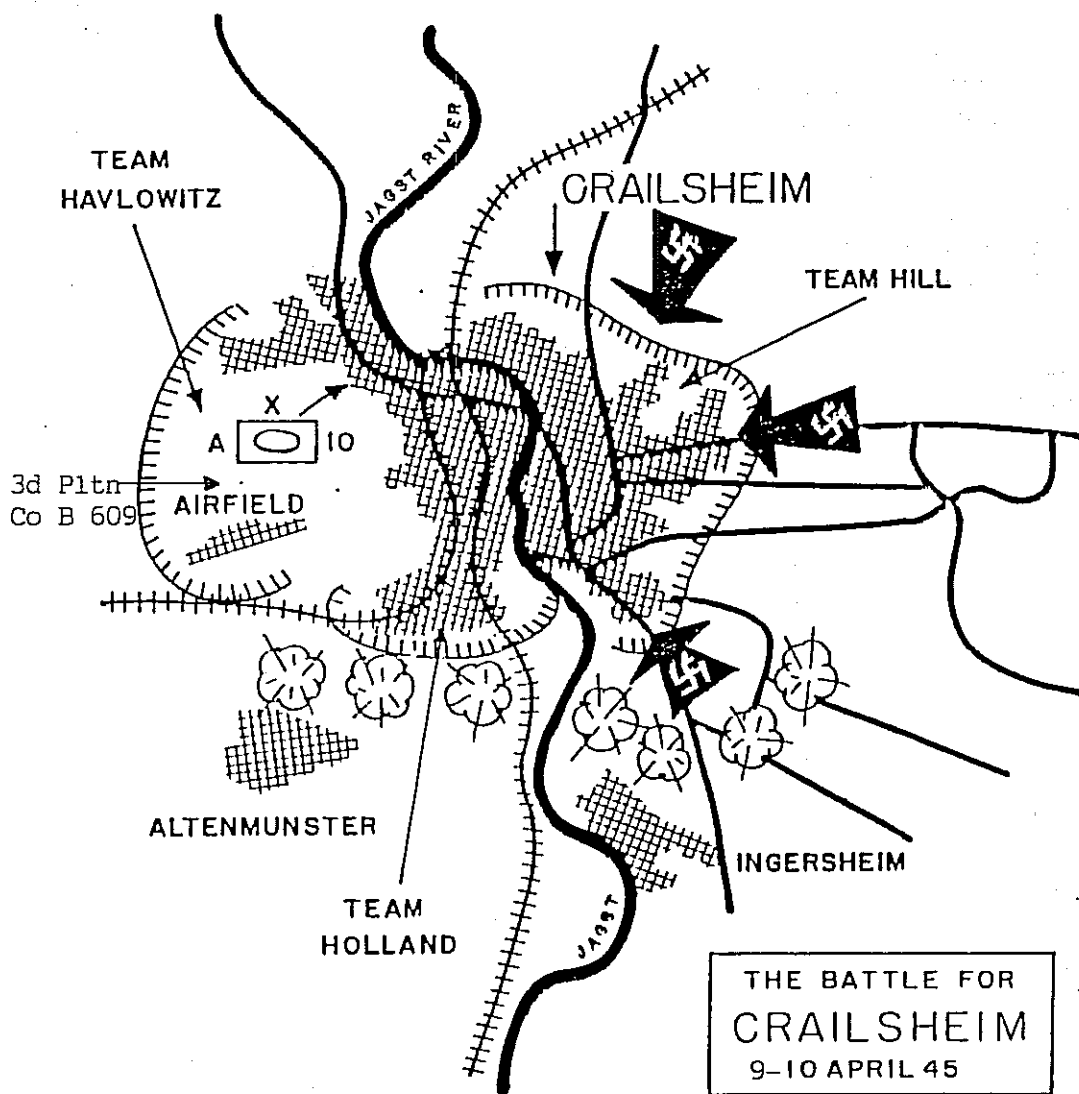 TEAM
HAVLOWITZ
JAGST RIVER
CRAILSHEIM
TEAM HILL
X
A 10
3d Pltn
Co B 609
AIRFIELD
ALTENMUNSTER
INGERSHEIM
TEAM
HOLLAND
JAGST
THE BATTLE FOR
CRAILSHEIM
9-10 APRIL 45